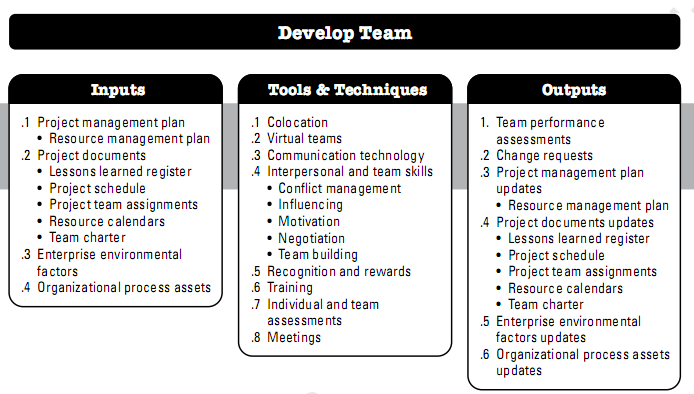 Develop Team
Inputs
.1 Project management plan
• Resource management plan
.2 Project documents
• Lessons learned register
• Project schedule
• Project team assignments
• Resource calendars
• Team charter
.3 Enterprise environmental
factors
.4 Organizational process assets
Tools & Techniques
.1 Colocation
.2 Virtual teams
.3 Communication technology
.4 Interpersonal and team skills
• Conflict management
• Influencing
• Motivation
• Negotiation
• Team building
.5 Recognition and rewards
.6 Training
.7 Individual and team
assessments
.8 Meetings
Outputs
1. Team performance
assessments
.2 Change requests
.3 Project management plan
updates
• Resource management plan
.4 Project documents updates
• Lessons learned register
• Project schedule
• Project team assignments
• Resource calendars
• Team charter
.5 Enterprise environmental
factors updates
.6 Organizational process assets
updates